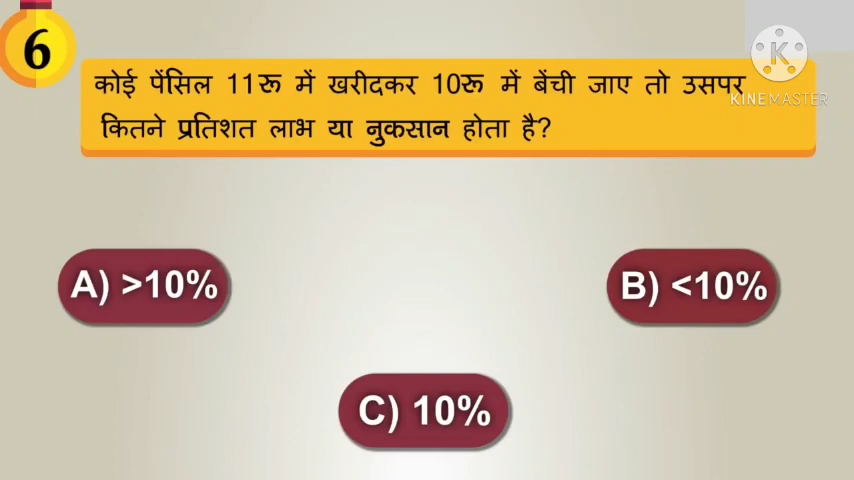 6
K
KINEMASTER
कोई पेंसिल 11रू में खरीदकर 10रू में बेंची जाए तो उसपर
कितने प्रतिशत लाभ या नुकसान होता है?
A) >10%
B) <10%
C) 10%